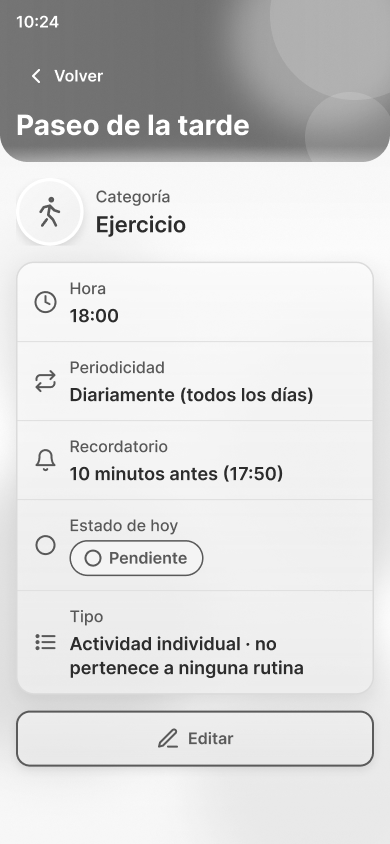 10:24
Volver
Paseo de la tarde
Categoría
Ejercicio
Hora
18:00
Periodicidad
Diariamente (todos los días)
Recordatorio
10 minutos antes (17:50)
Estado de hoy
Pendiente
Tipo
Actividad individual · no
pertenece a ninguna rutina
Editar